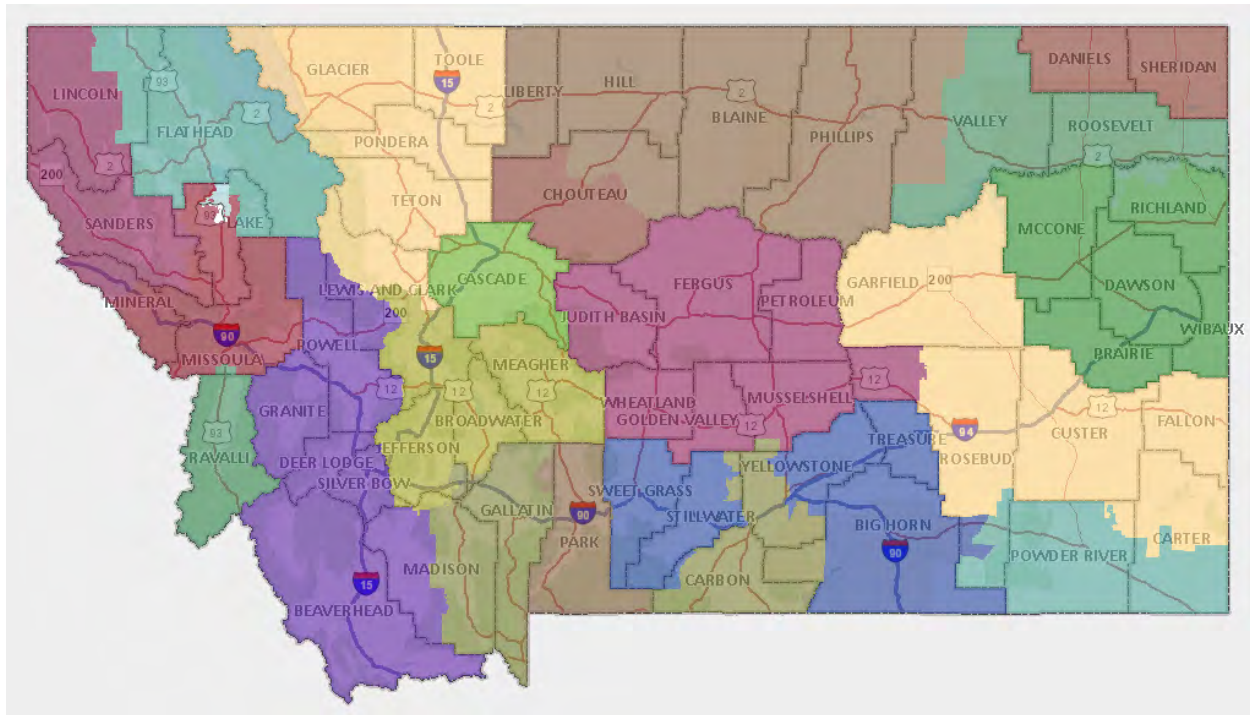 TOOLE
DANIELS
SHERIDAN
GLACIER
15
93
LINCOLN
HILL
LIBERTY
2
2
BLAINE
2
FLATHEAD
PHILLIPS
VALLEY
ROOSEVELT
PONDERA
2
2
200
CHOUTEAU
TETON
RICHLAND
93
LAKE
SANDERS
MCCONE
CASCADE
GARFIELD
200
FERGUS
DAWSON
LEWIS AND CLARK
MINERAL
PETROLEUM
200
JUDITH BASIN
WIBAUX
90
POWELL
PRAIRIE
MISSOULA
15
MEAGHER
12
12
12
12
WHEATLAND
MUSSELSHELL
12
GRANITE
BROADWATER
GOLDEN VALLEY
12
CUSTER
FALLON
93
94
JEFFERSON
TREASURE
RAVALLI
ROSEBUD
DEER LODGE
YELLOWSTONE
SILVER BOW
SWEET GRASS
GALLATIN
90
STILLWATER
BIG HORN
PARK
CARTER
90
POWDER RIVER
MADISON
CARBON
15
BEAVERHEAD